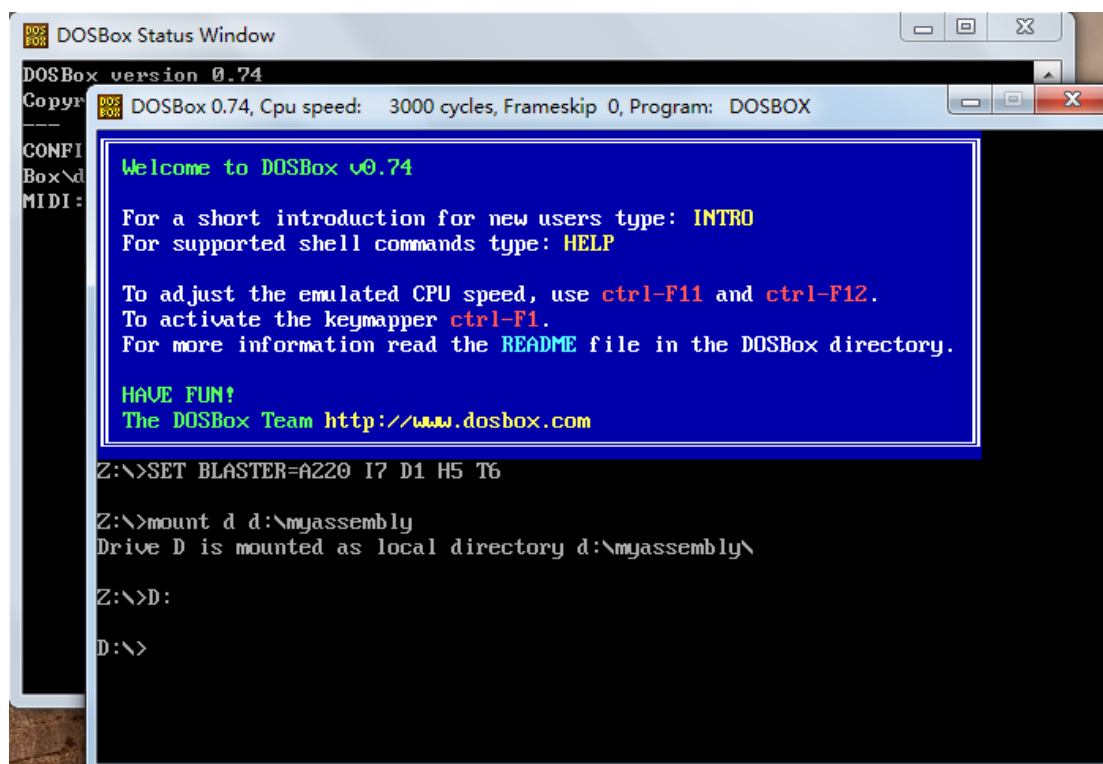 DOSBox Status Window
DOSBox version 0.74
Copyr
---
CONFI
Box\d
MIDI:
DOSBox 0.74, Cpu speed: 3000 cycles, Frameskip 0, Program: DOSBOX
Welcome to DOSBox v0.74
For a short introduction for new users type: INTRO
For supported shell commands type: HELP
To adjust the emulated CPU speed, use ctrl-F11 and ctrl-F12.
To activate the keymapper ctrl-F1.
For more information read the README file in the DOSBox directory.
HAVE FUN!
The DOSBox Team http://www.dosbox.com
Z:\>SET BLASTER=A220 I7 D1 H5 T6
Z:\>mount d d:\myassembly
Drive D is mounted as local directory d:\myassembly\
Z:\>D:
D:\>